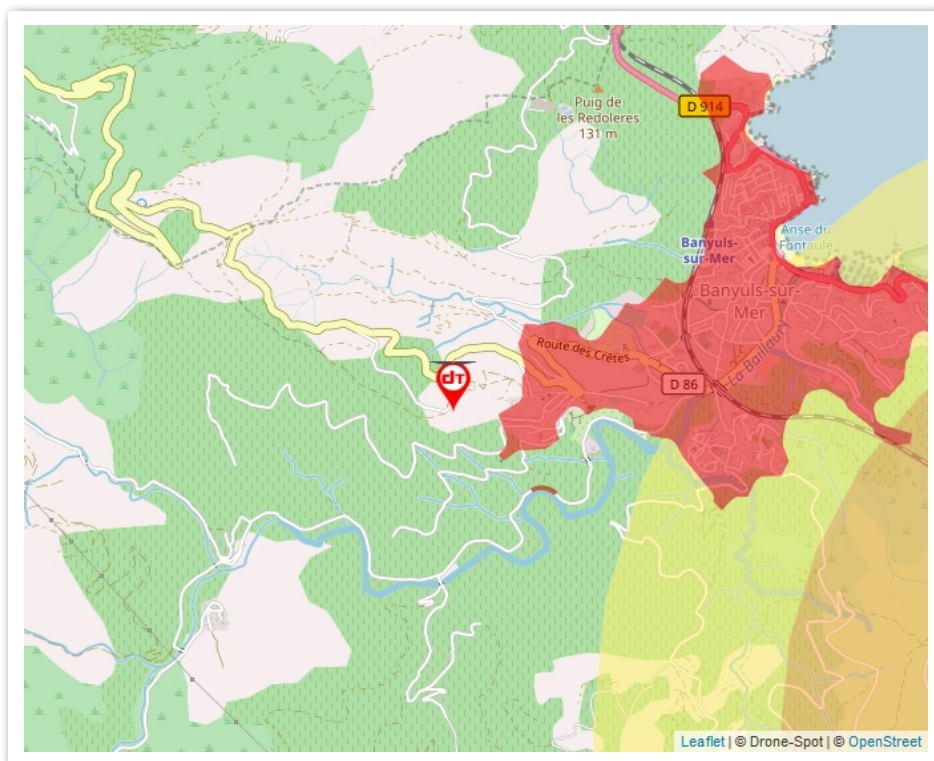 Puig de
les Redoleres
131 m
D 914
Anse du
Fontaulé
Banyuls-
sur-Mer
Banyuls-sur-
Mer
Route des Crêtes
La Baillaury
D 86
dT
Leaflet | © Drone-Spot | © OpenStreet